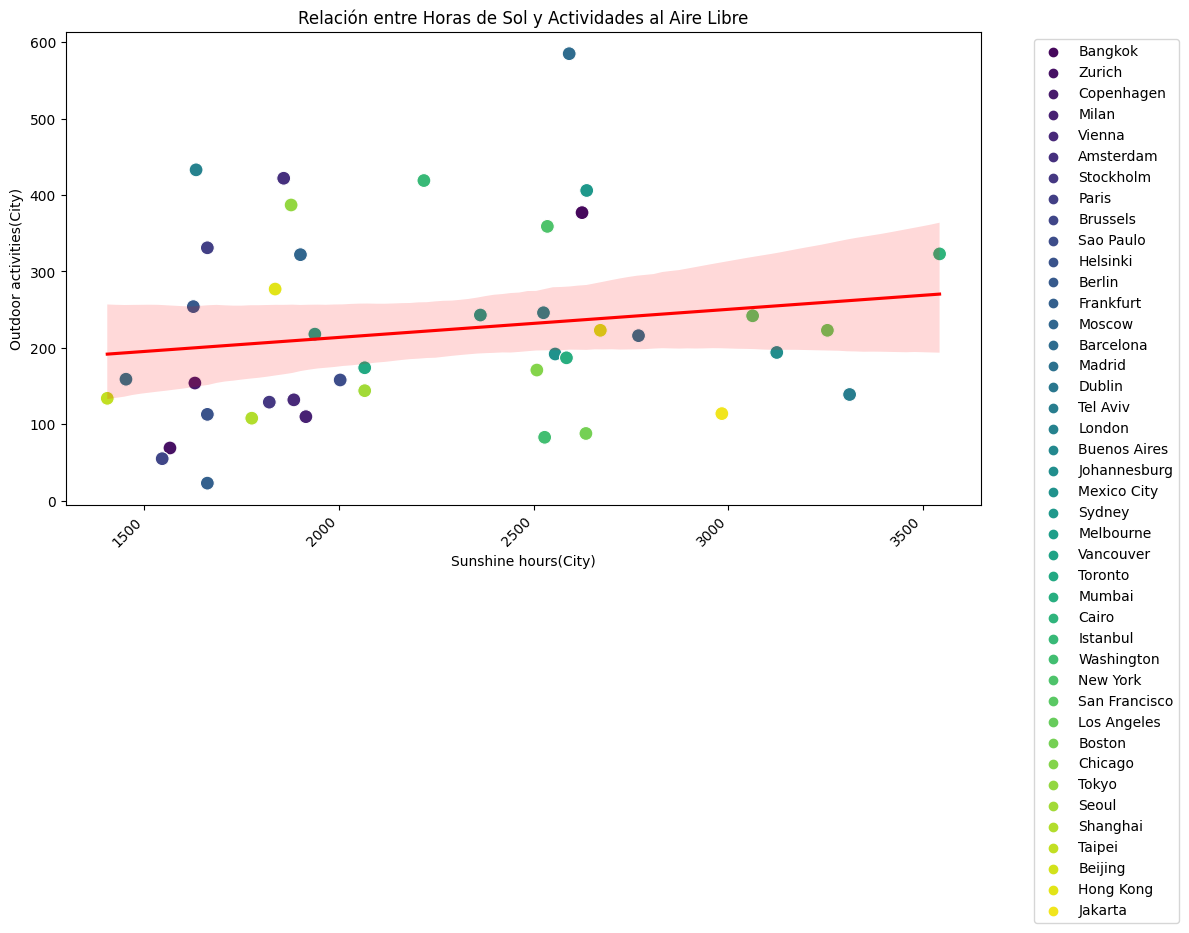 Relación entre Horas de Sol y Actividades al Aire Libre
600
500
400
300
200
100
0
Outdoor activities(City)
1500
2000
2500
3000
3500
Sunshine hours(City)
Bangkok
Zurich
Copenhagen
Milan
Vienna
Amsterdam
Stockholm
Paris
Brussels
Sao Paulo
Helsinki
Berlin
Frankfurt
Moscow
Barcelona
Madrid
Dublin
Tel Aviv
London
Buenos Aires
Johannesburg
Mexico City
Sydney
Melbourne
Vancouver
Toronto
Mumbai
Cairo
Istanbul
Washington
New York
San Francisco
Los Angeles
Boston
Chicago
Tokyo
Seoul
Shanghai
Taipei
Beijing
Hong Kong
Jakarta